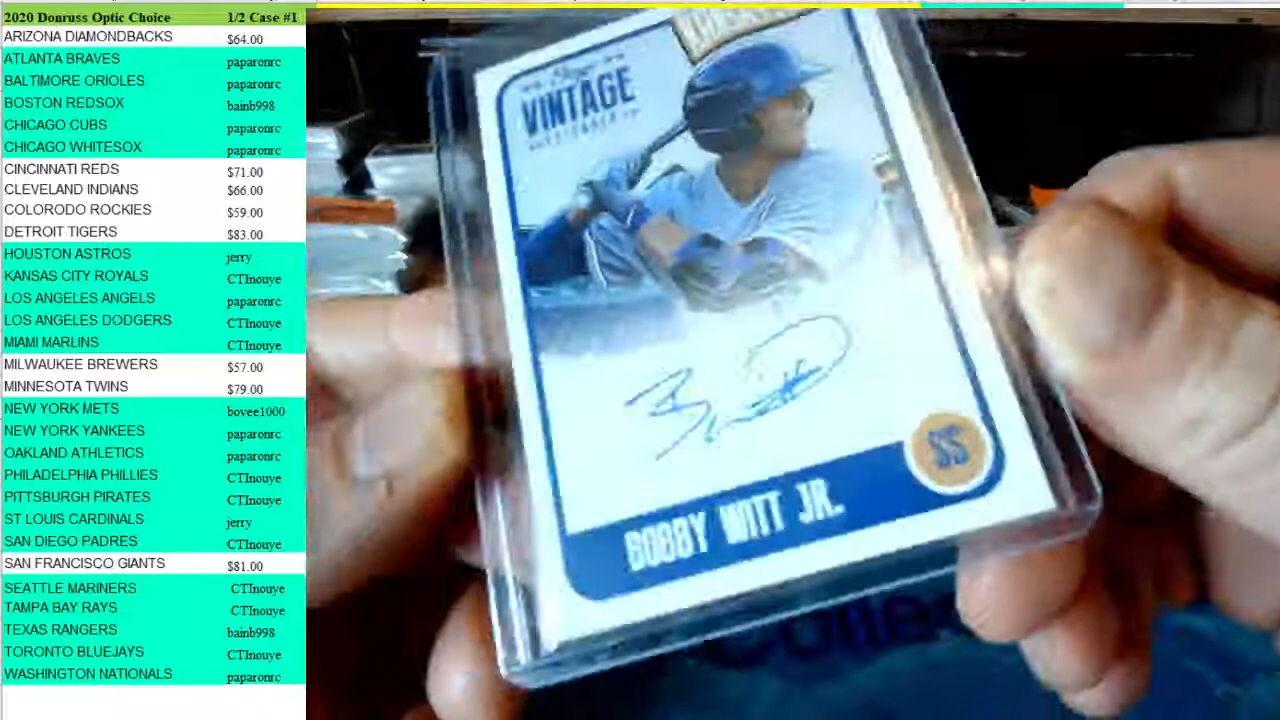 2020 Donruss Optic Choice 1/2 Case #1
ARIZONA DIAMONDBACKS $64.00
ATLANTA BRAVES paparonrc
BALTIMORE ORIOLES paparonrc
BOSTON REDSOX bainb998
CHICAGO CUBS paparonrc
CHICAGO WHITESOX paparonrc
CINCINNATI REDS $71.00
CLEVELAND INDIANS $66.00
COLORODO ROCKIES $59.00
DETROIT TIGERS $83.00
HOUSTON ASTROS jerry
KANSAS CITY ROYALS CTInouye
LOS ANGELES ANGELS paparonrc
LOS ANGELES DODGERS CTInouye
MIAMI MARLINS CTInouye
MILWAUKEE BREWERS $57.00
MINNESOTA TWINS $79.00
NEW YORK METS bovee1000
NEW YORK YANKEES paparonrc
OAKLAND ATHLETICS paparonrc
PHILADELPHIA PHILLIES CTInouye
PITTSBURGH PIRATES CTInouye
ST LOUIS CARDINALS jerry
SAN DIEGO PADRES CTInouye
SAN FRANCISCO GIANTS $81.00
SEATTLE MARINERS CTInouye
TAMPA BAY RAYS CTInouye
TEXAS RANGERS bainb998
TORONTO BLUEJAYS CTInouye
WASHINGTON NATIONALS paparonrc
VINTAGE
SS
BOBBY WITT JR.